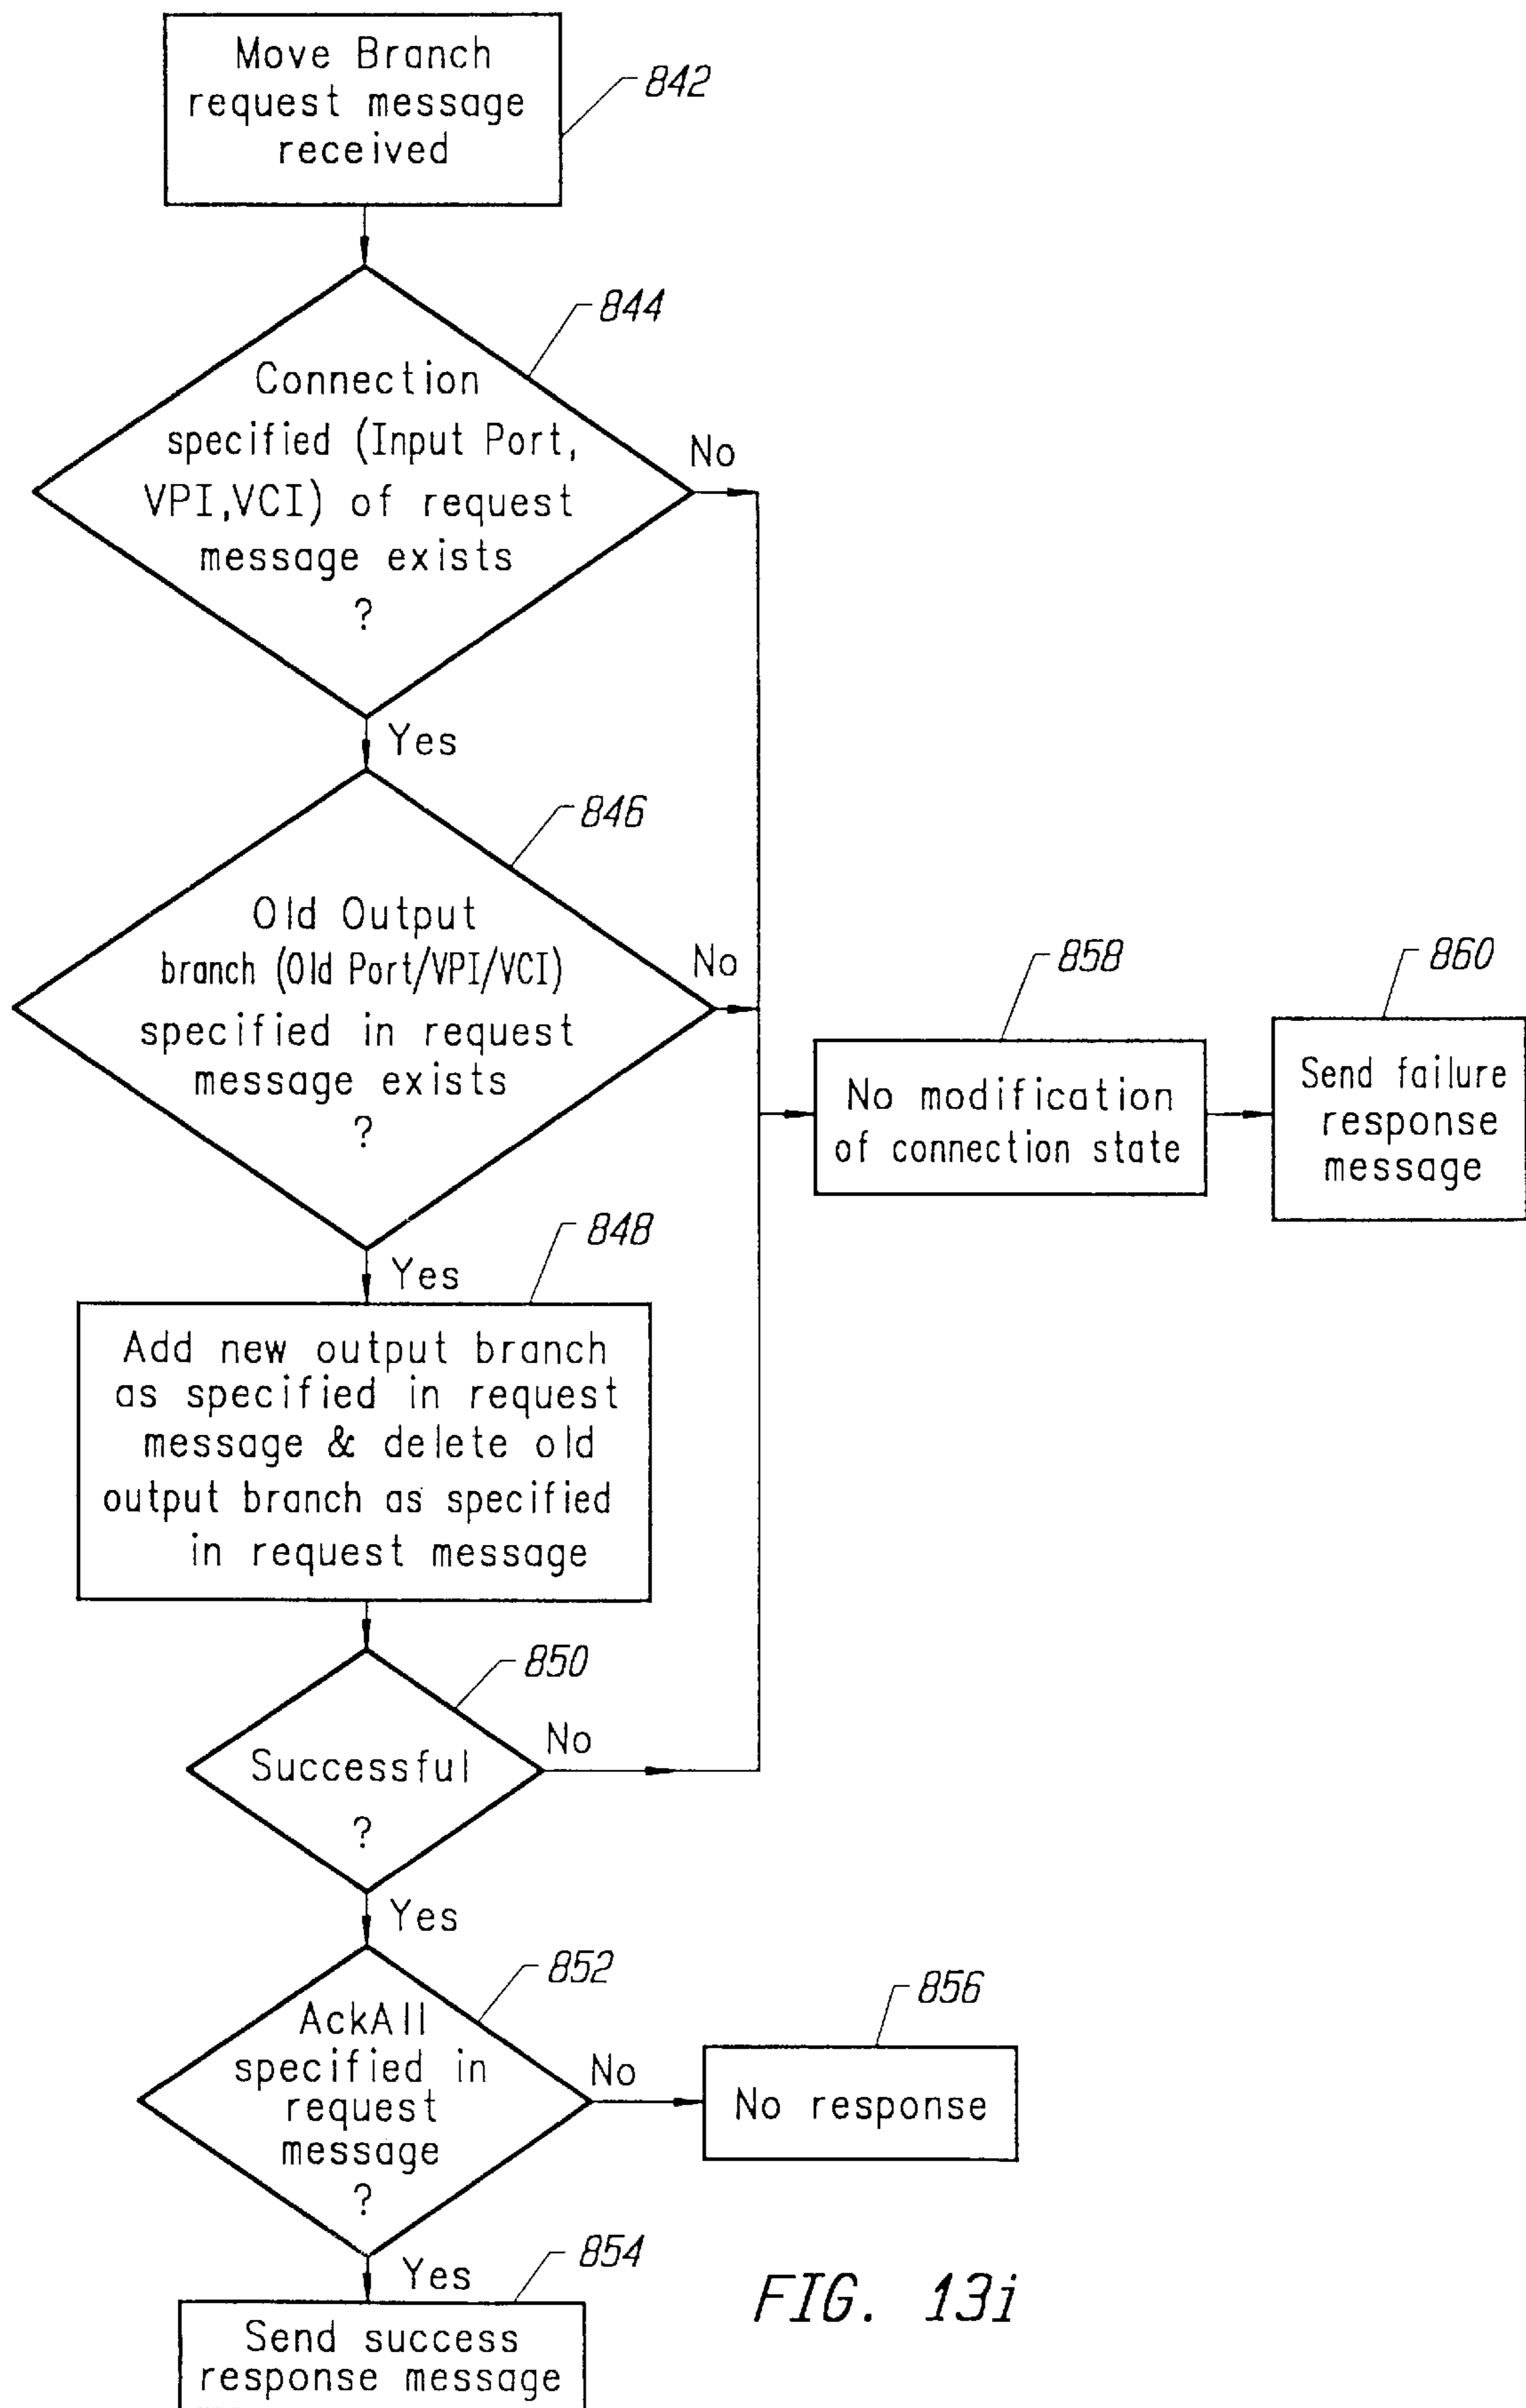 Move Branch
request message
received
842
844
Connection
specified (Input Port,
VPI,VCI) of request
message exists
?
No
Yes
846
Old Output
branch (Old Port/VPI/VCI)
specified in request
message exists
?
No
858
No modification
of connection state
860
Send failure
response
message
Yes
848
Add new output branch
as specified in request
message & delete old
output branch as specified
in request message
850
Successful
?
No
Yes
852
AckAll
specified in
request
message
?
No
856
No response
Yes
854
Send success
response message
FIG. 13i